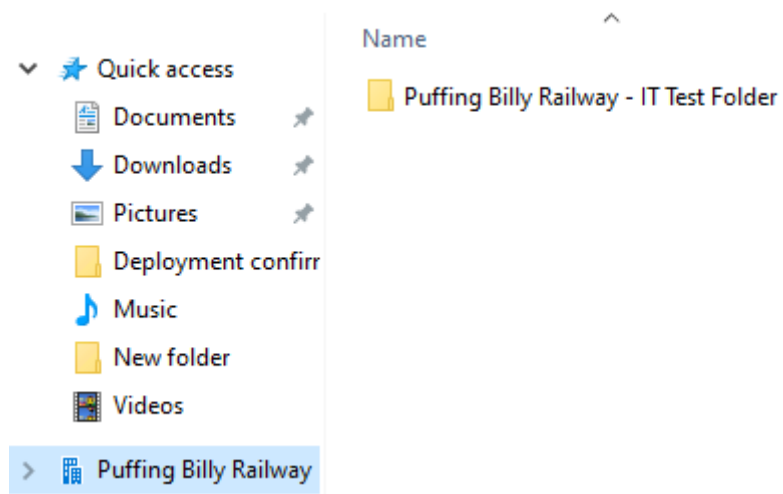 Name
Quick access
Documents
Downloads
Pictures
Deployment confirr
Music
New folder
Videos
Puffing Billy Railway
Puffing Billy Railway - IT Test Folder